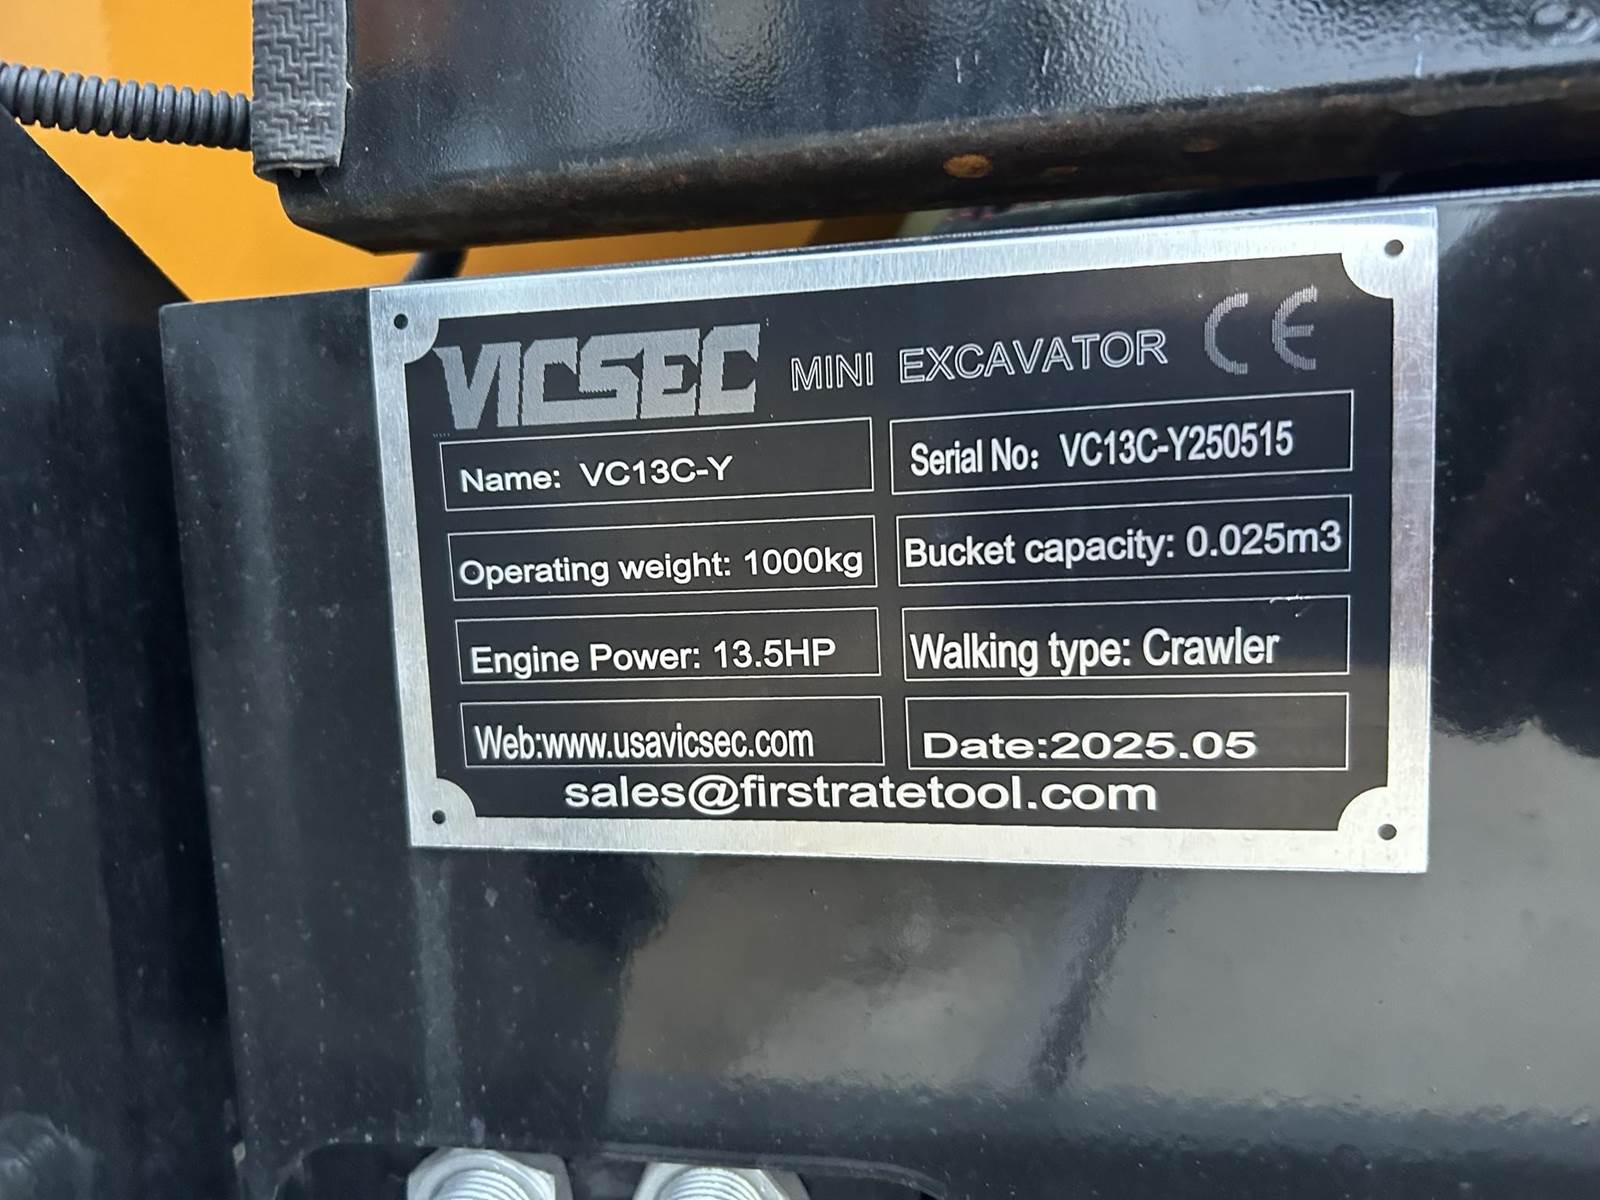 VICSEC MINI EXCAVATOR CE
Name: VC13C-Y
Serial No: VC13C-Y250515
Operating weight: 1000kg
Bucket capacity: 0.025m3
Engine Power: 13.5HP
Walking type: Crawler
Web:www.usavicsec.com
Date:2025.05
sales@firstratetool.com